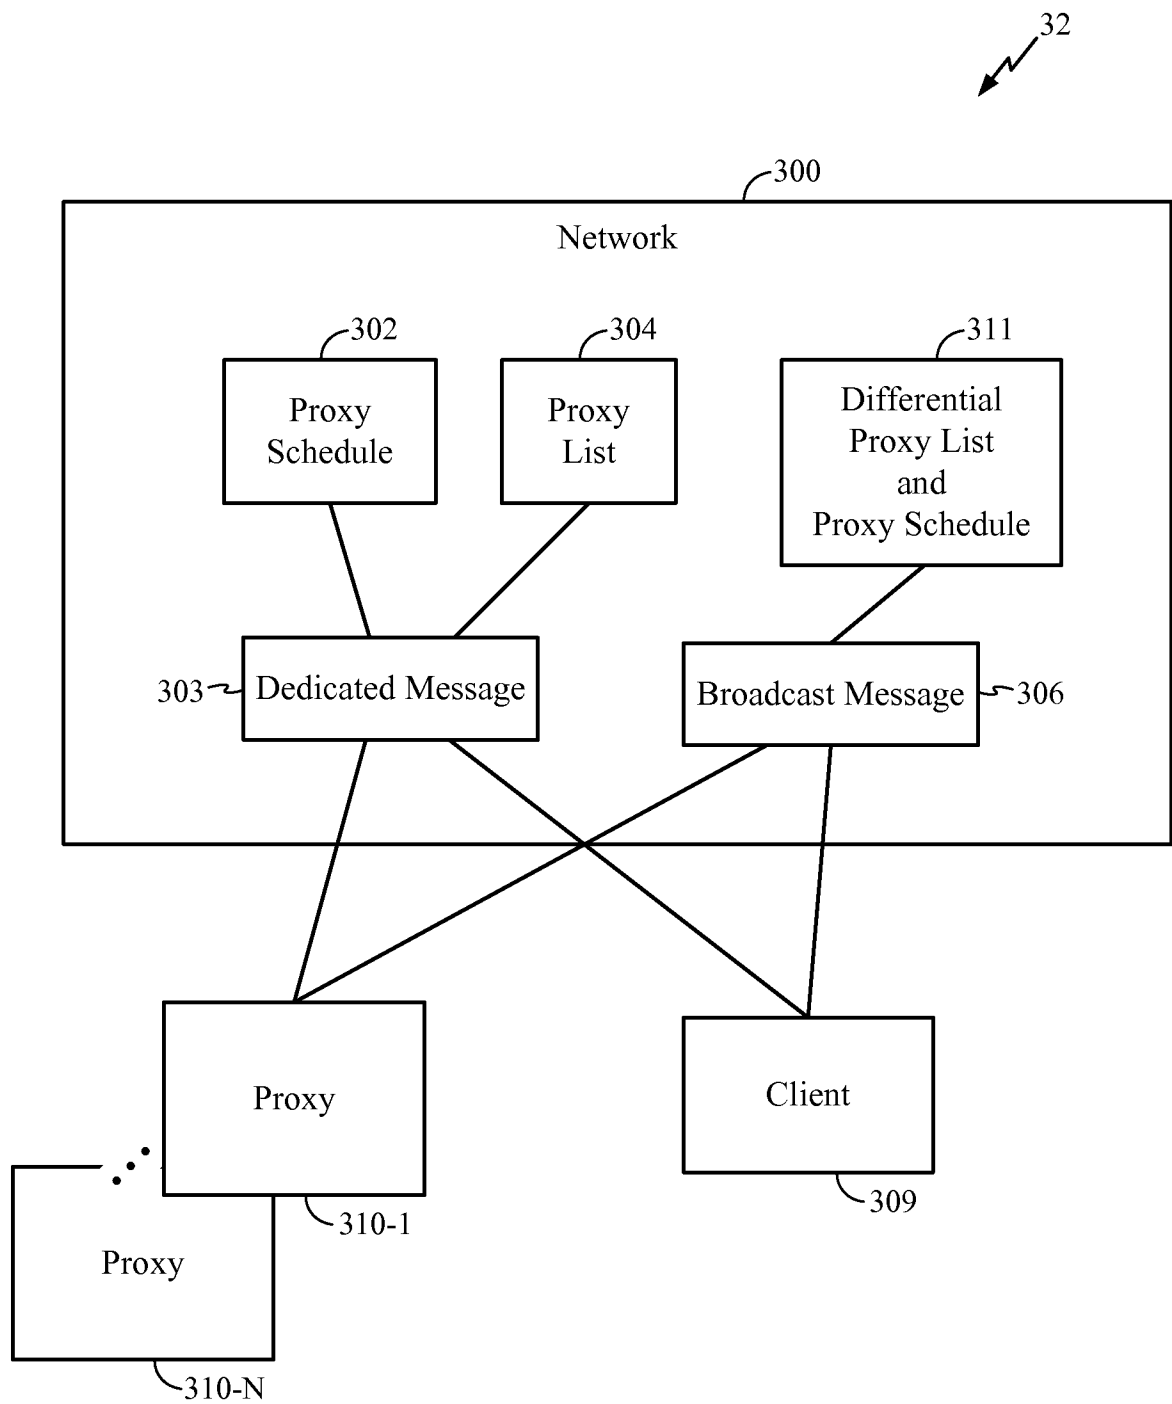 32
300
Network
302
304
311
Proxy
Schedule
Proxy
List
Differential
Proxy List
and
Proxy Schedule
303
Dedicated Message
Broadcast Message
306
Proxy
Client
309
310-1
Proxy
310-N